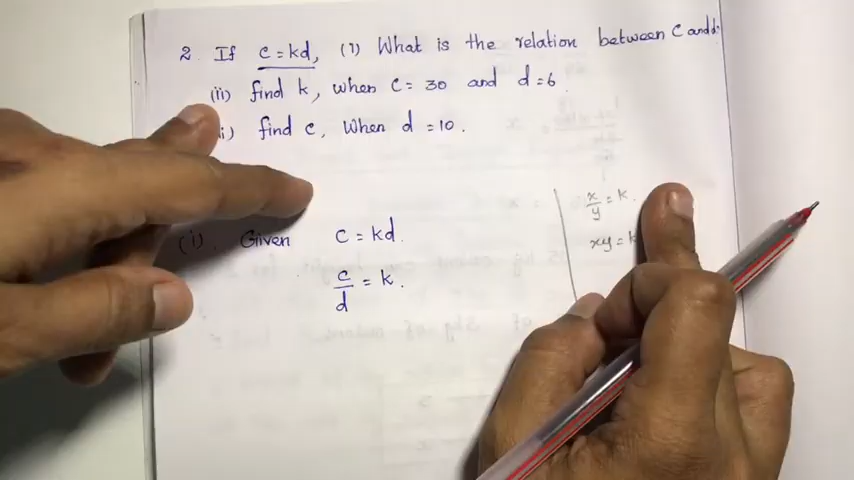 2 If c = kd, (1) What is the relation between C and d
(ii) find k, when C = 30 and d = 6.
i) find c, When d = 10.
(i) Given c = kd.
c/d = k.
x/y = k.
xy = k